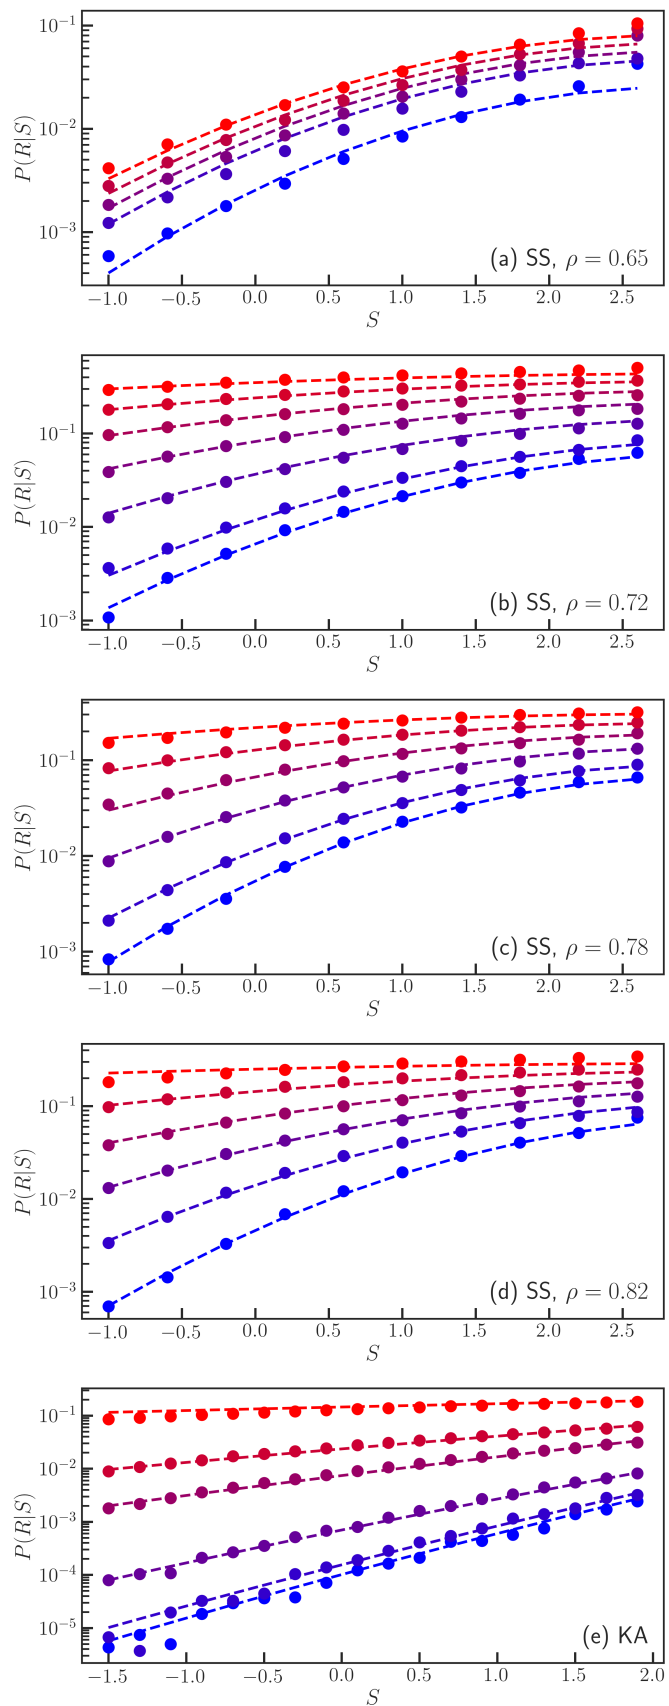 10⁻¹
10⁻²
10⁻³
P(R|S)
(a) SS, ρ = 0.65
−1.0 −0.5 0.0 0.5 1.0 1.5 2.0 2.5
S
10⁻¹
10⁻²
10⁻³
P(R|S)
(b) SS, ρ = 0.72
−1.0 −0.5 0.0 0.5 1.0 1.5 2.0 2.5
S
10⁻¹
10⁻²
10⁻³
P(R|S)
(c) SS, ρ = 0.78
−1.0 −0.5 0.0 0.5 1.0 1.5 2.0 2.5
S
10⁻¹
10⁻²
10⁻³
P(R|S)
(d) SS, ρ = 0.82
−1.0 −0.5 0.0 0.5 1.0 1.5 2.0 2.5
S
10⁻¹
10⁻²
10⁻³
10⁻⁴
10⁻⁵
P(R|S)
(e) KA
−1.5 −1.0 −0.5 0.0 0.5 1.0 1.5 2.0
S